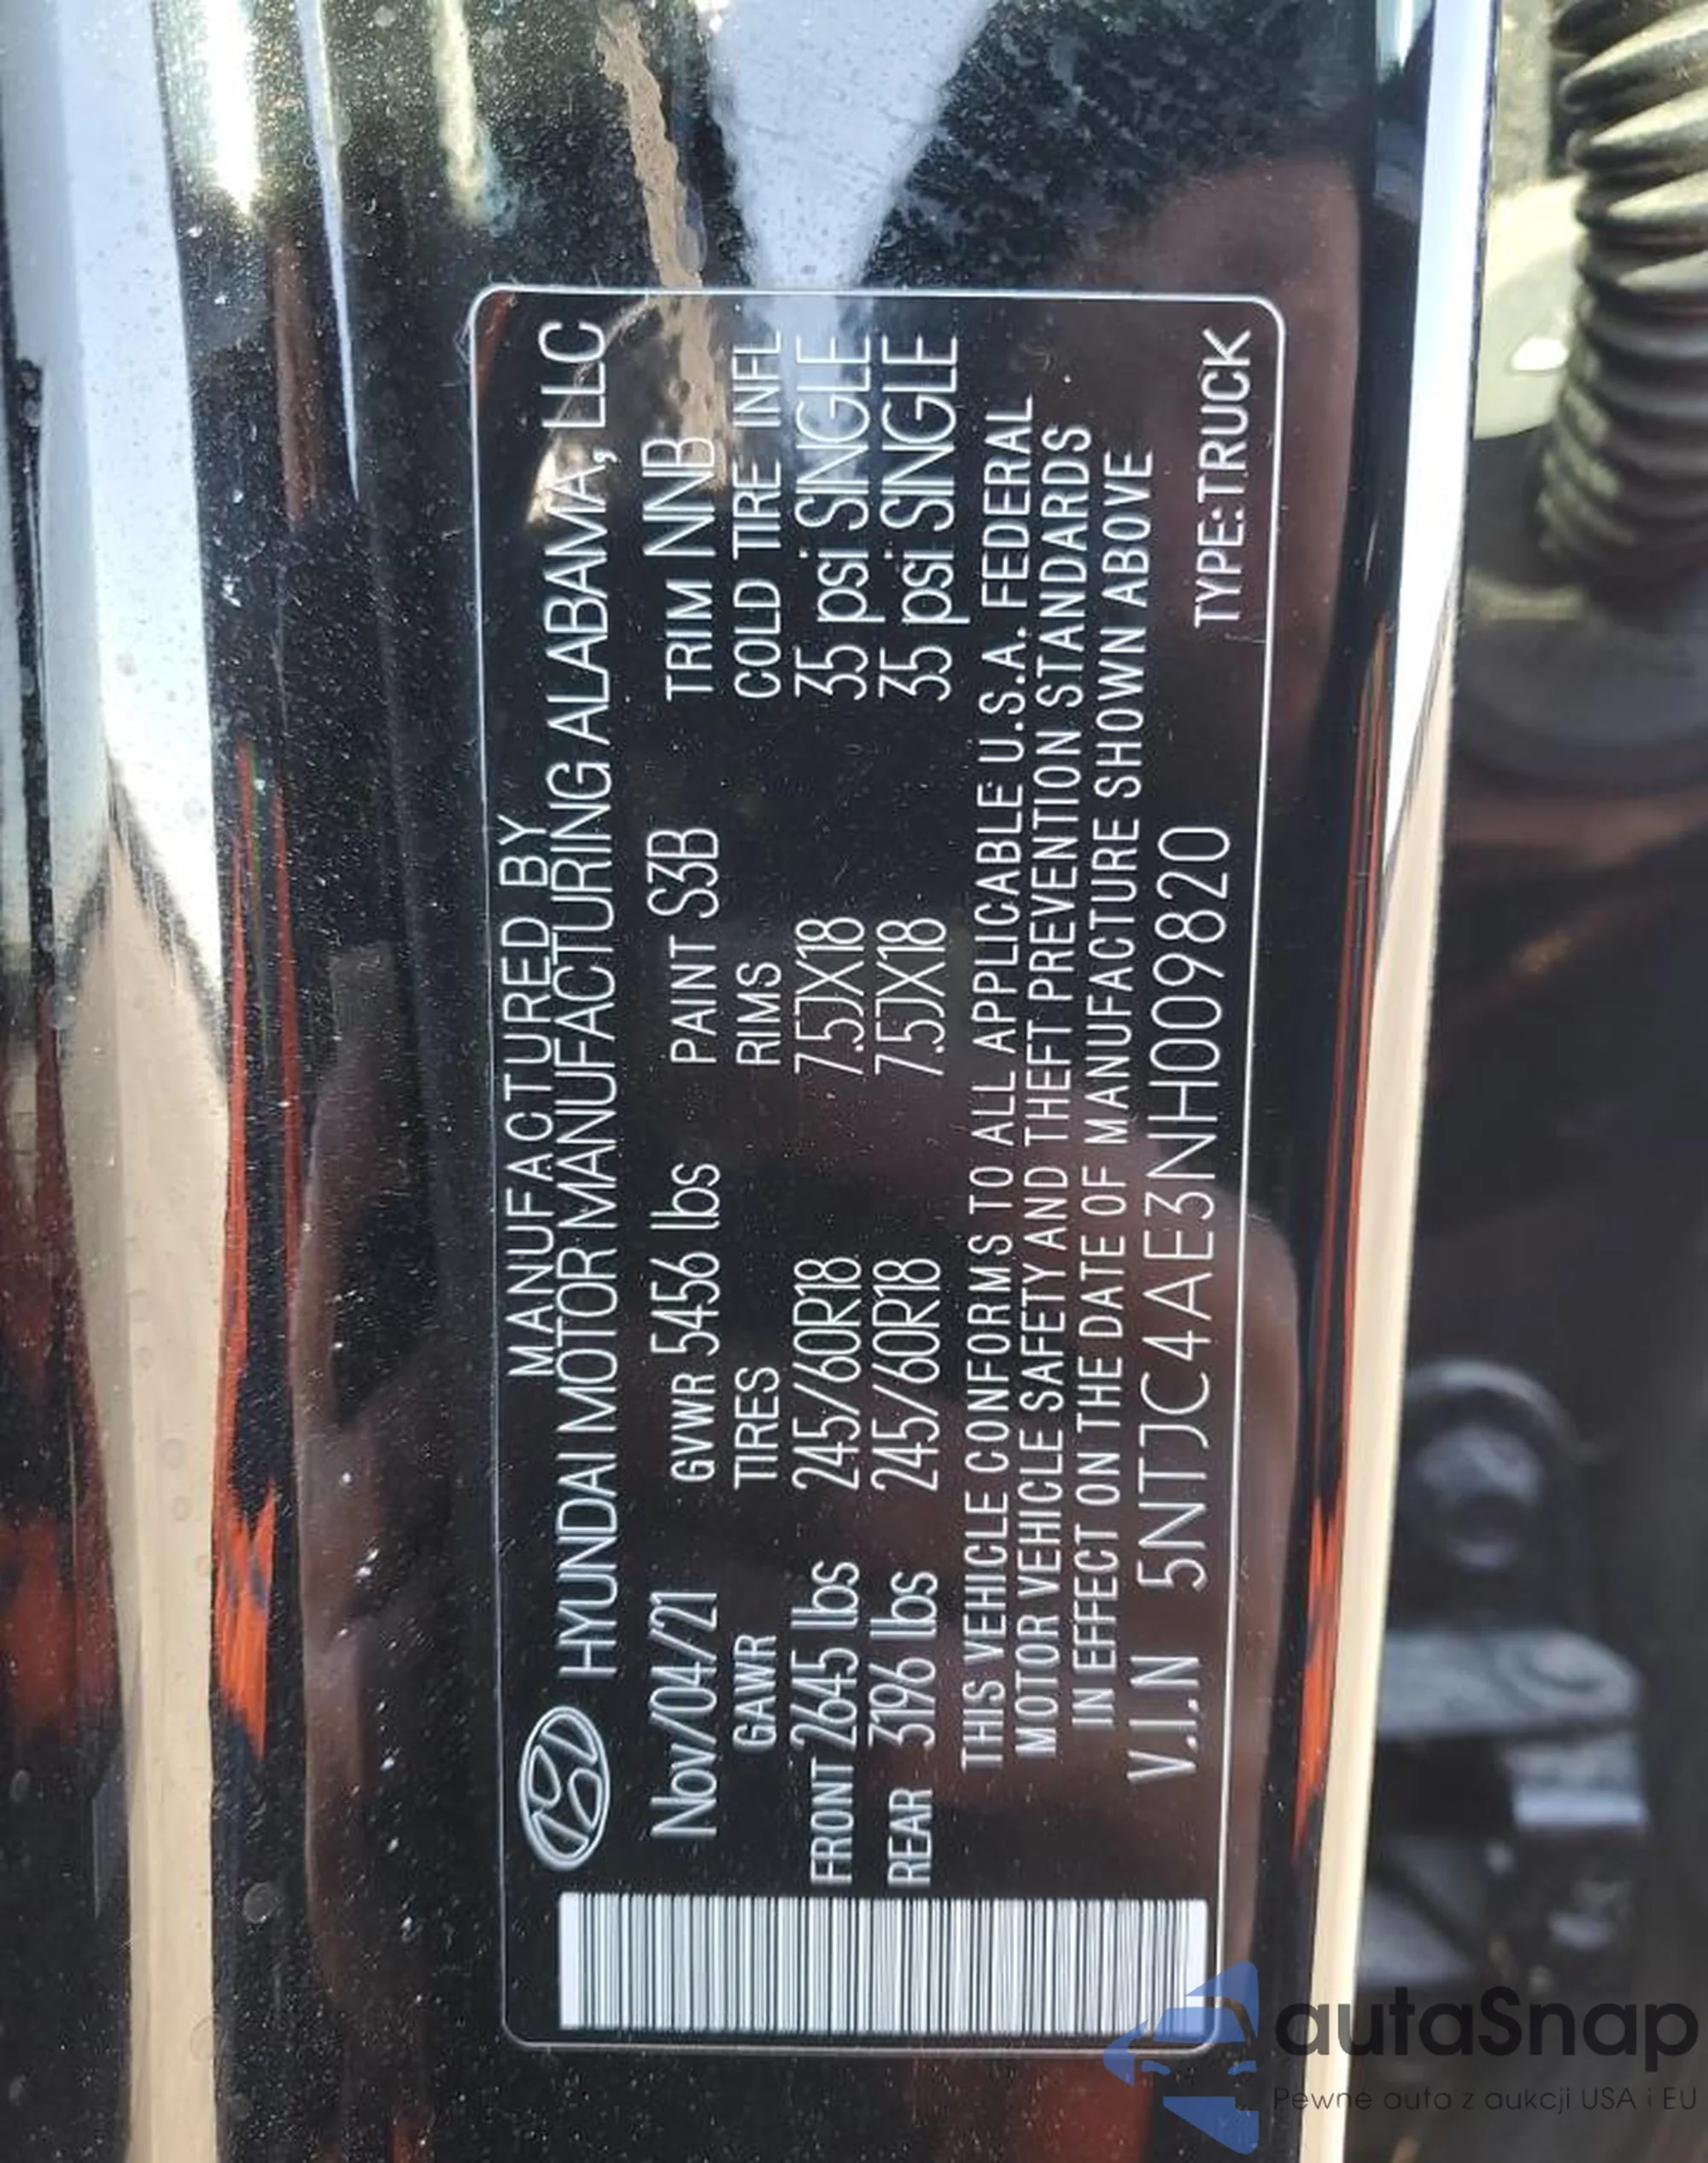 MANUFACTURED BY
HYUNDAI MOTOR MANUFACTURING ALABAMA, LLC
Nov/04/21 GVWR 5456 lbs PAINT S3B TRIM NNB
GAWR TIRES RIMS COLD TIRE INFL
FRONT 2645 lbs 245/60R18 7.5JX18 35 psi SINGLE
REAR 3196 lbs 245/60R18 7.5JX18 35 psi SINGLE
THIS VEHICLE CONFORMS TO ALL APPLICABLE U.S.A. FEDERAL
MOTOR VEHICLE SAFETY AND THEFT PREVENTION STANDARDS
IN EFFECT ON THE DATE OF MANUFACTURE SHOWN ABOVE
V.I.N 5NTJC4AE3NH009820
TYPE:TRUCK
autaSnap
Pewne auta z aukcji USA i EU